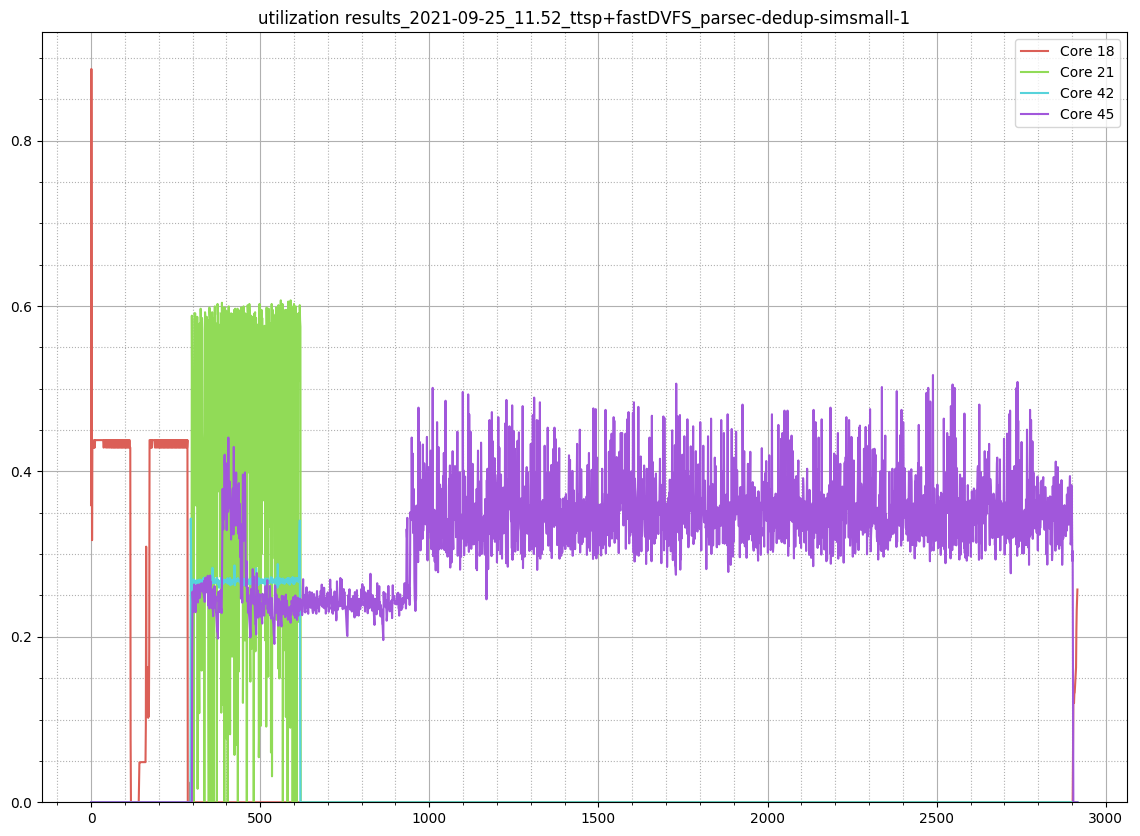 utilization results_2021-09-25_11.52_ttsp+fastDVFS_parsec-dedup-simsmall-1
Core 18
Core 21
Core 42
Core 45
0.8
0.6
0.4
0.2
0.0
0 500 1000 1500 2000 2500 3000